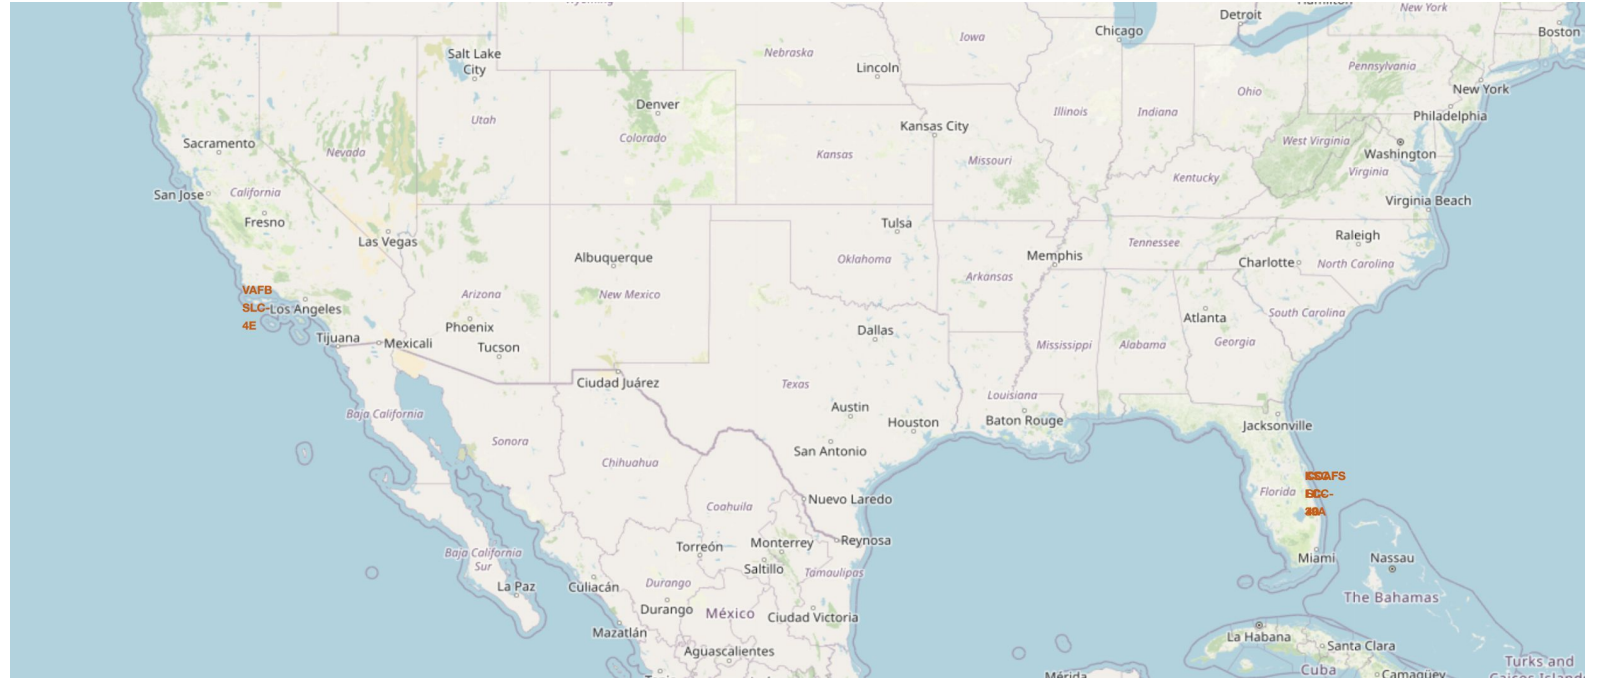 Wyoming
Hamilton
New York
Detroit
Chicago
Boston
Iowa
Salt Lake
City
Nebraska
Lincoln
Pennsylvania
New York
Ohio
Denver
Illinois
Indiana
Philadelphia
Utah
Kansas City
Sacramento
Nevada
Colorado
Kansas
Missouri
West Virginia
Washington
Virginia
Kentucky
San Jose
California
Fresno
Virginia Beach
Las Vegas
Tulsa
Raleigh
Albuquerque
Oklahoma
Memphis
Tennessee
Charlotte
North Carolina
Arkansas
VAFB
SLC-
4E
Los Angeles
Arizona
New Mexico
Phoenix
Dallas
Atlanta
South Carolina
Tijuana
Mexicali
Tucson
Mississippi
Alabama
Georgia
Ciudad Juárez
Texas
Louisiana
Baja California
Austin
Houston
Baton Rouge
Jacksonville
Sonora
San Antonio
Chihuahua
Florida
Coahuila
Nuevo Laredo
Torreón
Monterrey
Reynosa
Baja California
Sur
Saltillo
Tamaulipas
Miami
Nassau
La Paz
Culiacán
Durango
The Bahamas
Durango
México
Ciudad Victoria
Mazatlán
La Habana
Santa Clara
Aguascalientes
Cuba
Camagüey
Turks and
Caicos Islands
Mérida